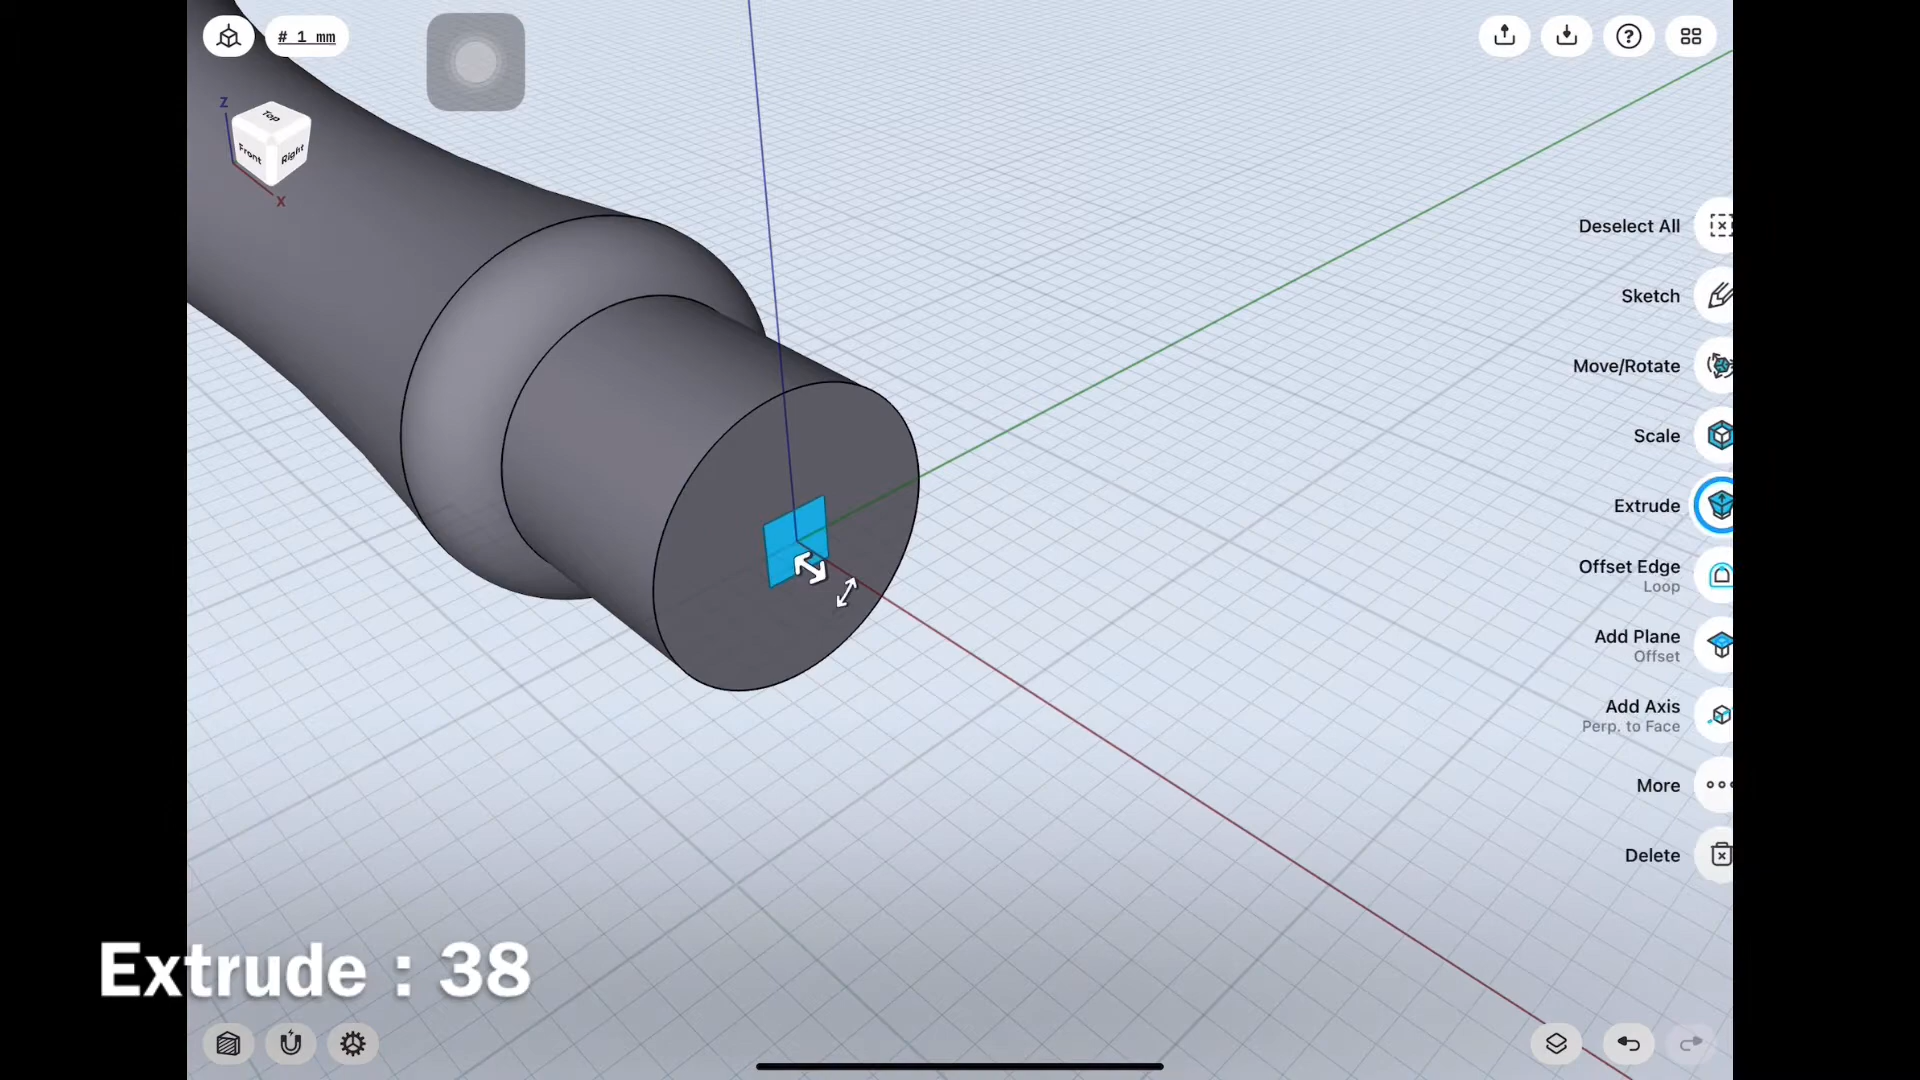 # 1 mm
Z
Top
Front
Right
X
Deselect All
Sketch
Move/Rotate
Scale
Extrude
Offset Edge
Loop
Add Plane
Offset
Add Axis
Perp. to Face
More
Delete
Extrude : 38